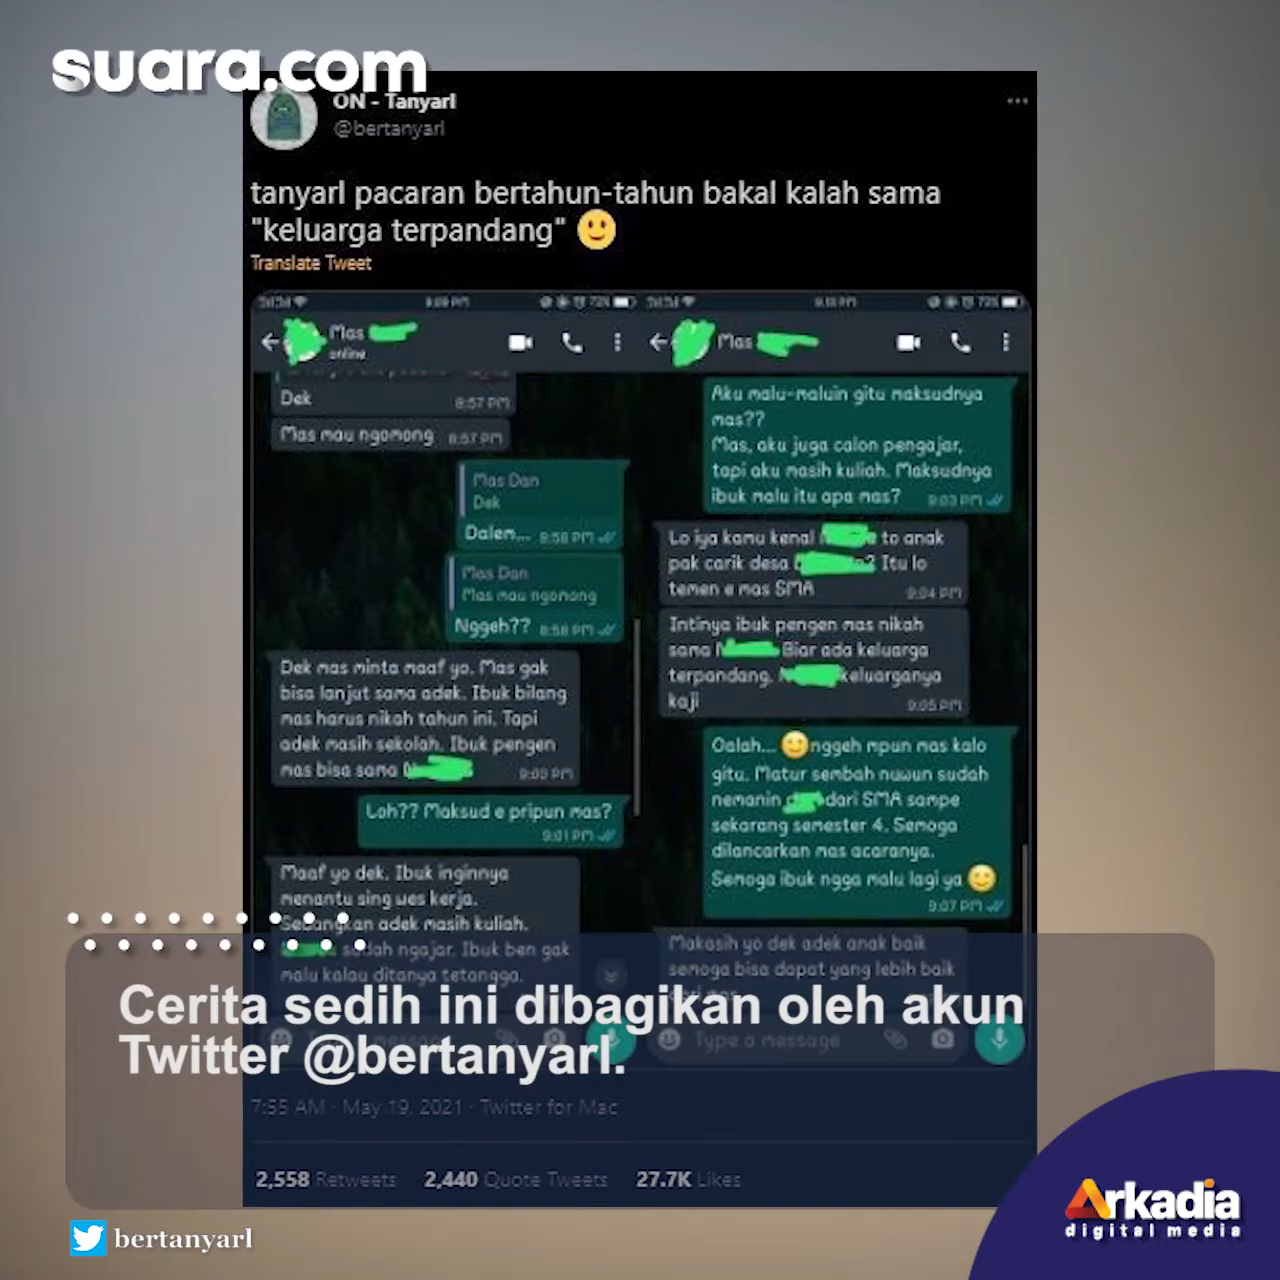 suara.com
ON - Tanyarl
@bertanyarl
tanyarl pacaran bertahun-tahun bakal kalah sama
"keluarga terpandang" 🙂
Translate Tweet
Mas
online
Dek
8:57 PM
Mas mau ngomong 8:57 PM
Mas Dan
Dek
Dalem... 8:58 PM
Mas Dan
Mas mau ngomong
Nggeh?? 8:58 PM
Dek mas minta maaf yo. Mas gak
bisa lanjut sama adek. Ibuk bilang
mas harus nikah tahun ini. Tapi
adek masih sekolah. Ibuk pengen
mas bisa sama
9:00 PM
Loh?? Maksud e pripun mas?
9:01 PM
Maaf yo dek. Ibuk inginnya
menantu sing wes kerja.
Sedangkan adek masih kuliah.
sudah ngajar. Ibuk ben gak
malu kalau ditanya tetangga.
Mas
Aku malu-maluin gitu maksudnya
mas??
Mas, aku juga calon pengajar,
tapi aku masih kuliah. Maksudnya
ibuk malu itu apa mas? 9:03 PM
Lo iya kamu kenal to anak
pak carik desa ? Itu lo
temen e mas SMA 9:04 PM
Intinya ibuk pengen mas nikah
sama Biar ada keluarga
terpandang. keluarganya
kaji 9:05 PM
Oalah... 🙂 nggeh mpun mas kalo
gitu. Matur sembah nuwun sudah
nemanin dari SMA sampe
sekarang semester 4. Semoga
dilancarkan mas acaranya.
Semoga ibuk ngga malu lagi ya 🙂
9:07 PM
Makasih yo dek adek anak baik
semoga bisa dapat yang lebih baik
Type a message
Cerita sedih ini dibagikan oleh akun
Twitter @bertanyarl.
7:55 AM · May 19, 2021 · Twitter for Mac
2,558 Retweets 2,440 Quote Tweets 27.7K Likes
bertanyarl
Arkadia
digital media